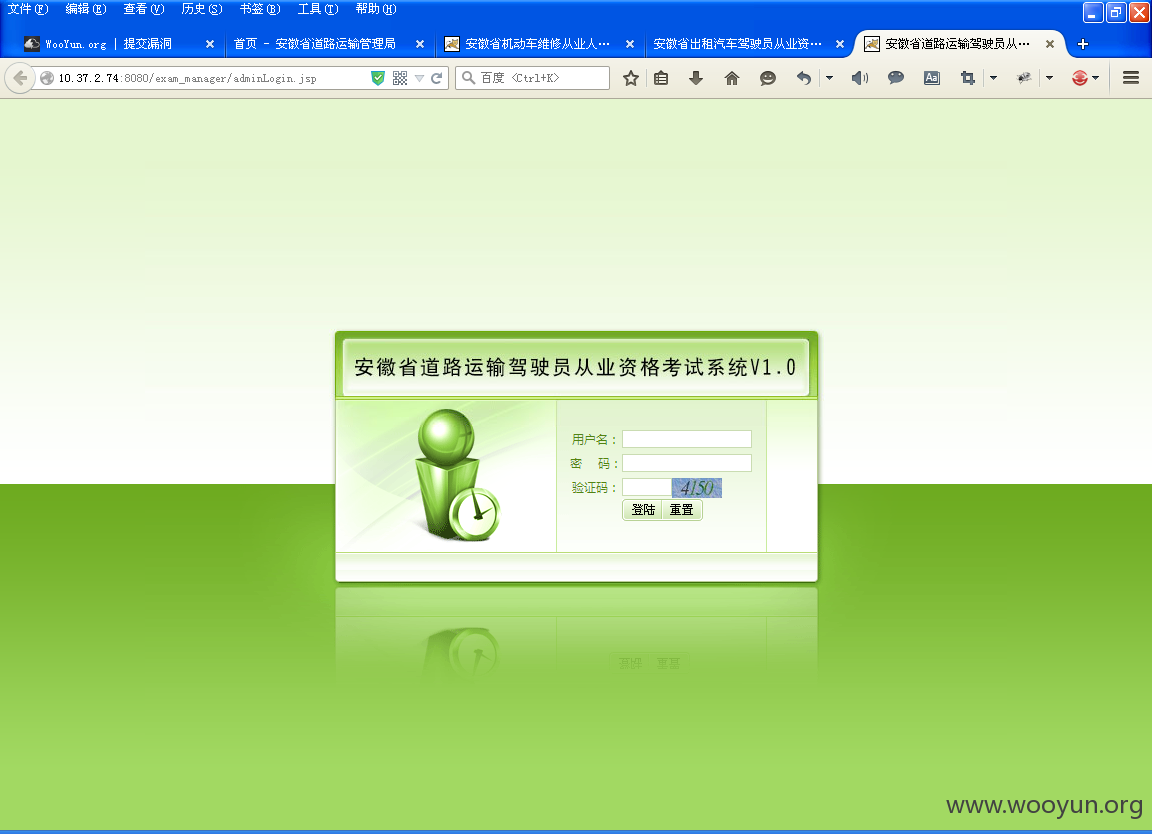 文件(F) 编辑(E) 查看(V) 历史(S) 书签(B) 工具(T) 帮助(H)
WooYun.org | 提交漏洞 首页 - 安徽省道路运输管理局 安徽省机动车维修从业人... 安徽省出租汽车驾驶员从业资... 安徽省道路运输驾驶员从...
10.37.2.74:8080/exam_manager/adminLogin.jsp 百度 <Ctrl+K>
安徽省道路运输驾驶员从业资格考试系统V1.0
用户名:
密 码:
验证码: 4150
登陆 重置
www.wooyun.org